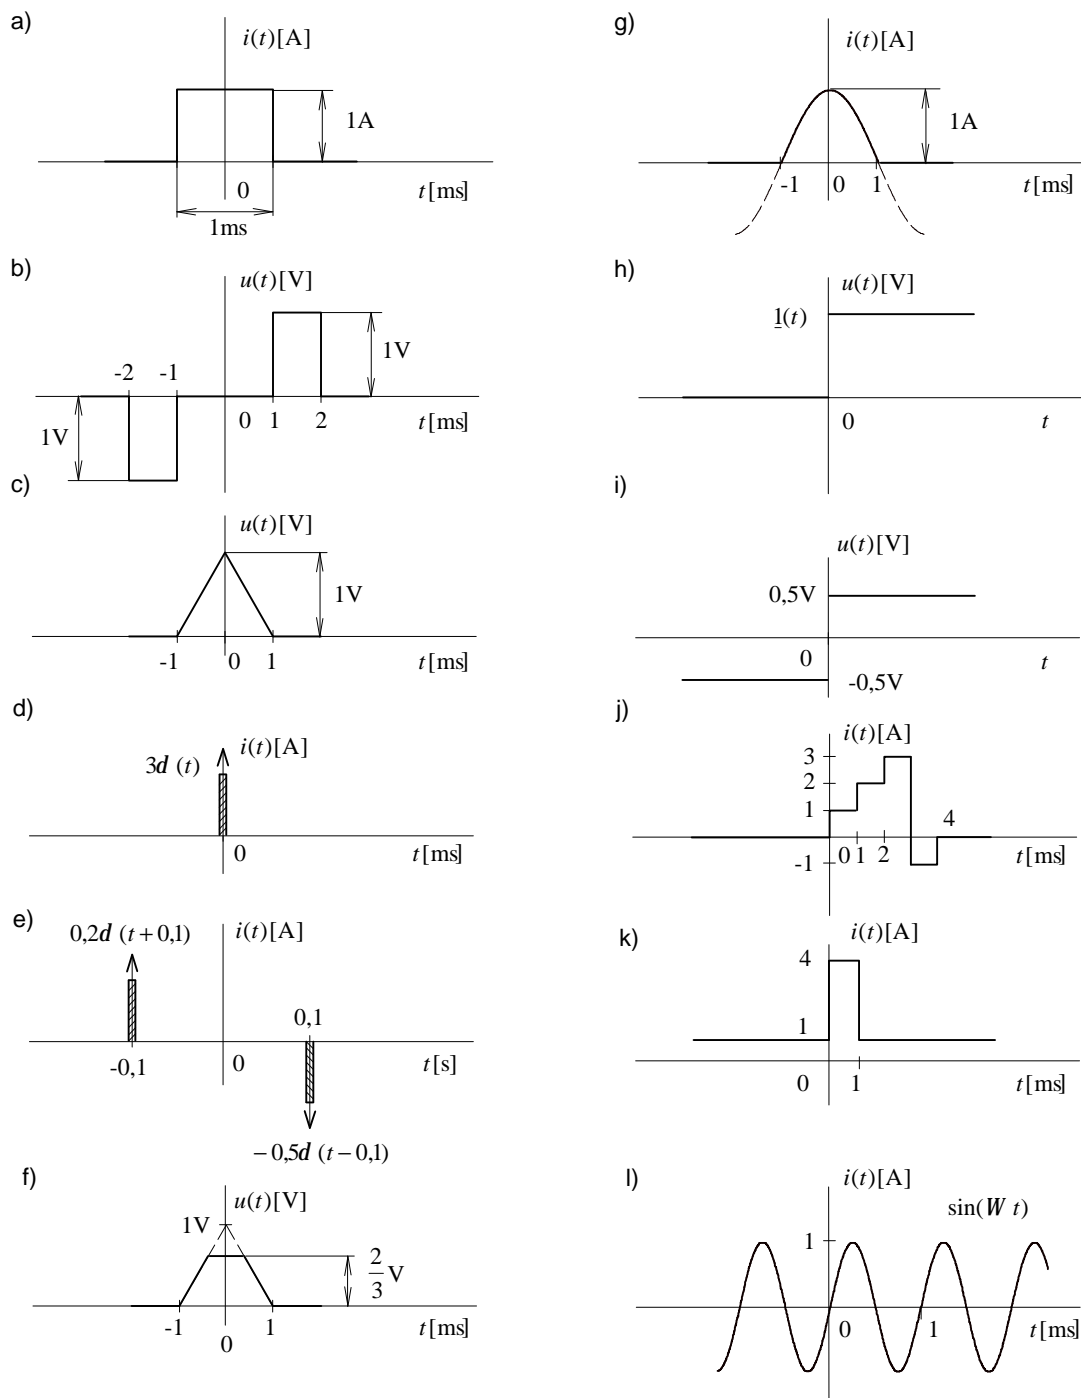 a)
i(t)[A]
1A
0
t[ms]
1ms
b)
u(t)[V]
1V
-2 -1
0 1 2 t[ms]
1V
c)
u(t)[V]
1V
-1 0 1 t[ms]
d)
i(t)[A]
3d (t)
0 t[ms]
e)
0,2d (t+0,1) i(t)[A]
0,1
-0,1 0 t[s]
−0,5d (t−0,1)
f)
u(t)[V]
1V
2
3
V
-1 0 1 t[ms]
g)
i(t)[A]
1A
-1 0 1 t[ms]
h)
u(t)[V]
1(t)
0 t
i)
u(t)[V]
0,5V
0 t
-0,5V
j)
i(t)[A]
3
2
1
4
-1 0 1 2 t[ms]
k)
i(t)[A]
4
1
0 1 t[ms]
l)
i(t)[A]
sin(W t)
1
0 1 t[ms]